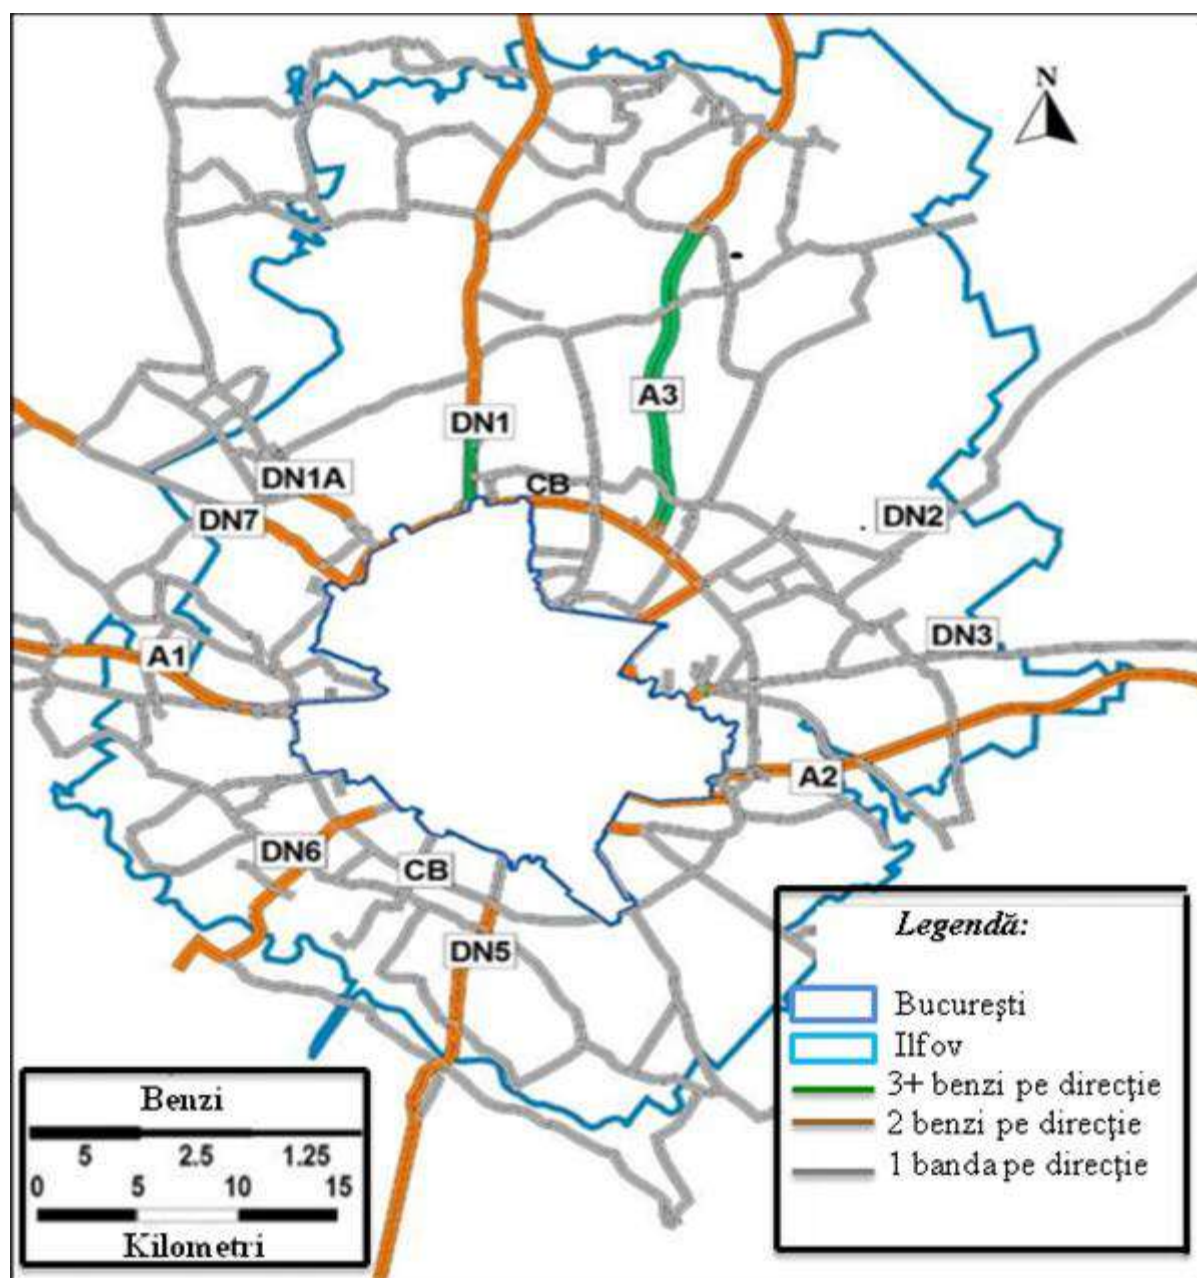 N
A3
DN1
DN1A
CB
DN7
DN2
DN3
A1
A2
DN6
CB
DN5
Legendă:
Bucureşti
Ilfov
3+ benzi pe direcţie
2 benzi pe direcţie
1 banda pe direcţie
Benzi
5 2.5 1.25
0 5 10 15
Kilometri